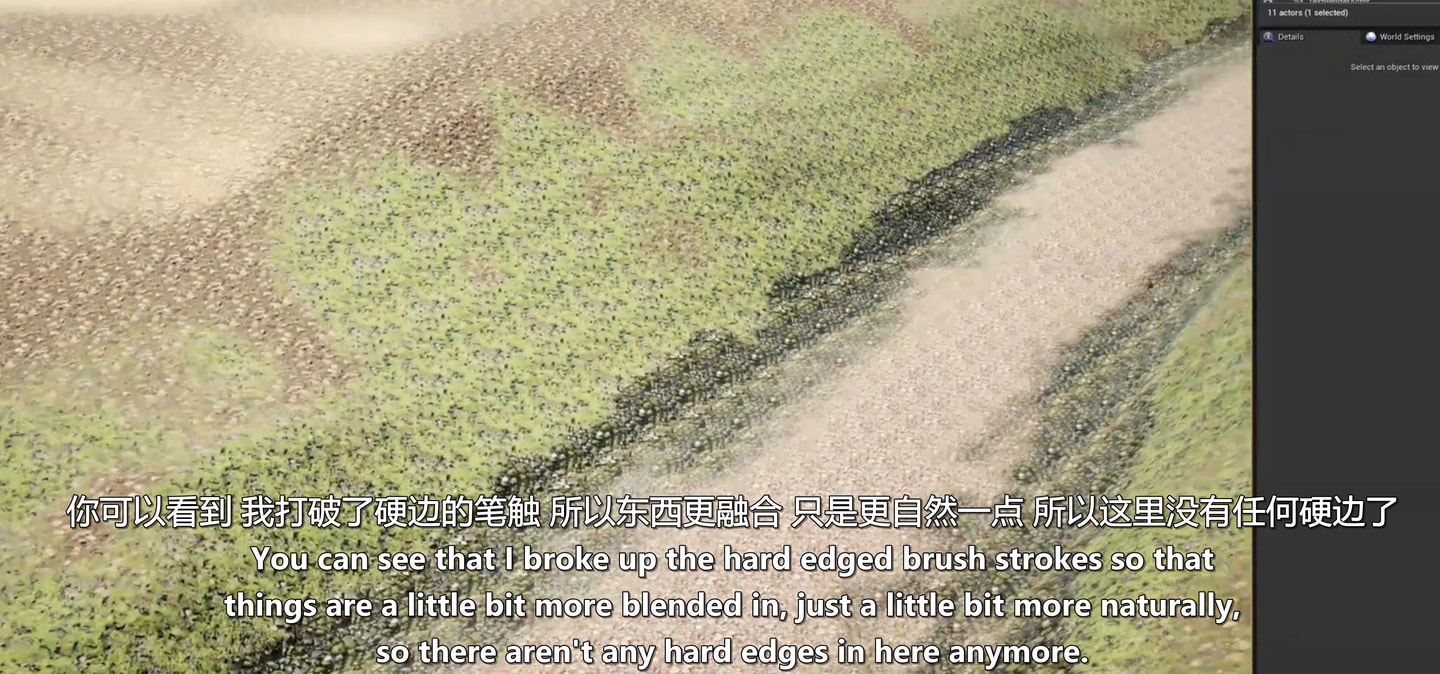 11 actors (1 selected)
Details
World Settings
Select an object to view
你可以看到 我打破了硬边的笔触 所以东西更融合 只是更自然一点 所以这里没有任何硬边了
You can see that I broke up the hard edged brush strokes so that
things are a little bit more blended in, just a little bit more naturally,
so there aren't any hard edges in here anymore.